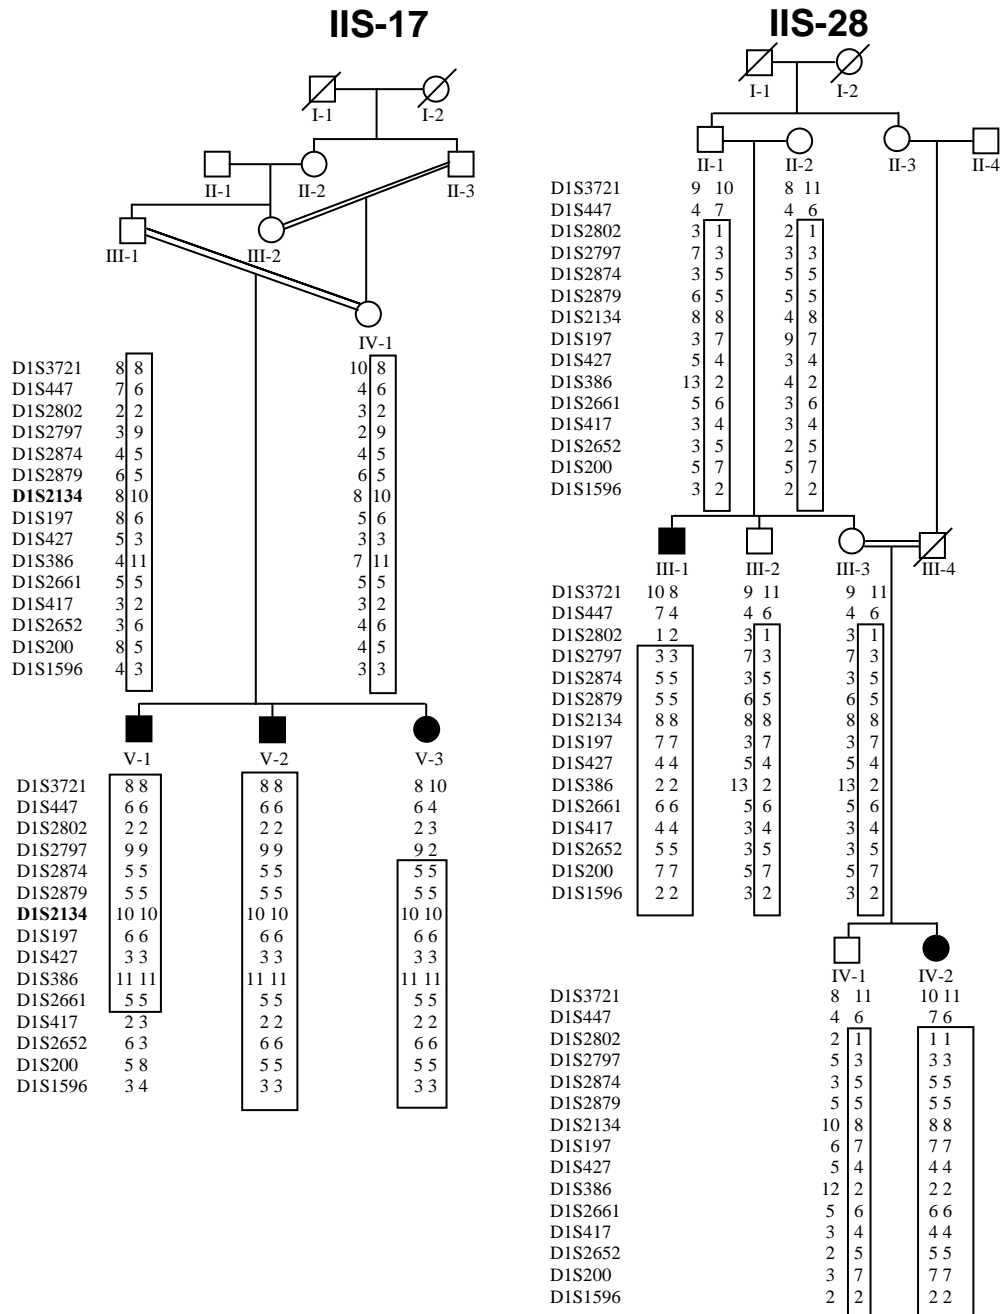 IIS-17
I-1 I-2
II-1 II-2 II-3
III-1 III-2
IV-1
D1S3721 8 8 10 8
D1S447 7 6 4 6
D1S2802 2 2 3 2
D1S2797 3 9 2 9
D1S2874 4 5 4 5
D1S2879 6 5 6 5
D1S2134 8 10 8 10
D1S197 8 6 5 6
D1S427 5 3 3 3
D1S386 4 11 7 11
D1S2661 5 5 5 5
D1S417 3 2 3 2
D1S2652 3 6 4 6
D1S200 8 5 4 5
D1S1596 4 3 3 3
V-1 V-2 V-3
D1S3721 8 8 8 8 8 10
D1S447 6 6 6 6 6 4
D1S2802 2 2 2 2 2 3
D1S2797 9 9 9 9 9 2
D1S2874 5 5 5 5 5 5
D1S2879 5 5 5 5 5 5
D1S2134 10 10 10 10 10 10
D1S197 6 6 6 6 6 6
D1S427 3 3 3 3 3 3
D1S386 11 11 11 11 11 11
D1S2661 5 5 5 5 5 5
D1S417 2 3 2 2 2 2
D1S2652 6 3 6 6 6 6
D1S200 5 8 5 5 5 5
D1S1596 3 4 3 3 3 3
IIS-28
I-1 I-2
II-1 II-2 II-3 II-4
D1S3721 9 10 8 11
D1S447 4 7 4 6
D1S2802 3 1 2 1
D1S2797 7 3 3 3
D1S2874 3 5 5 5
D1S2879 6 5 5 5
D1S2134 8 8 4 8
D1S197 3 7 9 7
D1S427 5 4 3 4
D1S386 13 2 4 2
D1S2661 5 6 3 6
D1S417 3 4 3 4
D1S2652 3 5 2 5
D1S200 5 7 5 7
D1S1596 3 2 2 2
III-1 III-2 III-3 III-4
D1S3721 10 8 9 11 9 11
D1S447 7 4 4 6 4 6
D1S2802 1 2 3 1 3 1
D1S2797 3 3 7 3 7 3
D1S2874 5 5 3 5 3 5
D1S2879 5 5 6 5 6 5
D1S2134 8 8 8 8 8 8
D1S197 7 7 3 7 3 7
D1S427 4 4 5 4 5 4
D1S386 2 2 13 2 13 2
D1S2661 6 6 5 6 5 6
D1S417 4 4 3 4 3 4
D1S2652 5 5 3 5 3 5
D1S200 7 7 5 7 5 7
D1S1596 2 2 3 2 3 2
IV-1 IV-2
D1S3721 8 11 10 11
D1S447 4 6 7 6
D1S2802 2 1 1 1
D1S2797 5 3 3 3
D1S2874 3 5 5 5
D1S2879 5 5 5 5
D1S2134 10 8 8 8
D1S197 6 7 7 7
D1S427 5 4 4 4
D1S386 12 2 2 2
D1S2661 5 6 6 6
D1S417 3 4 4 4
D1S2652 2 5 5 5
D1S200 3 7 7 7
D1S1596 2 2 2 2